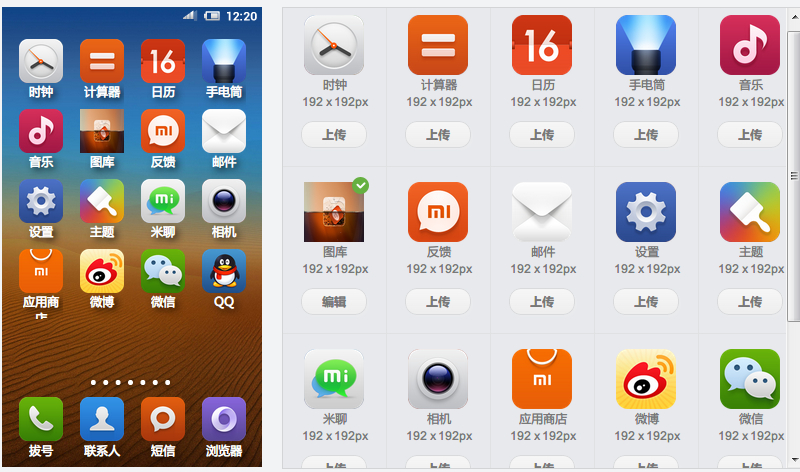 12:20
时钟 计算器 日历 手电筒
音乐 图库 反馈 邮件
设置 主题 米聊 相机
应用商店 微博 微信 QQ
拨号 联系人 短信 浏览器
时钟 计算器 日历 手电筒 音乐
192 x 192px 192 x 192px 192 x 192px 192 x 192px 192 x 192px
上传 上传 上传 上传 上传
图库 反馈 邮件 设置 主题
192 x 192px 192 x 192px 192 x 192px 192 x 192px 192 x 192px
编辑 上传 上传 上传 上传
米聊 相机 应用商店 微博 微信
192 x 192px 192 x 192px 192 x 192px 192 x 192px 192 x 192px
上传 上传 上传 上传 上传